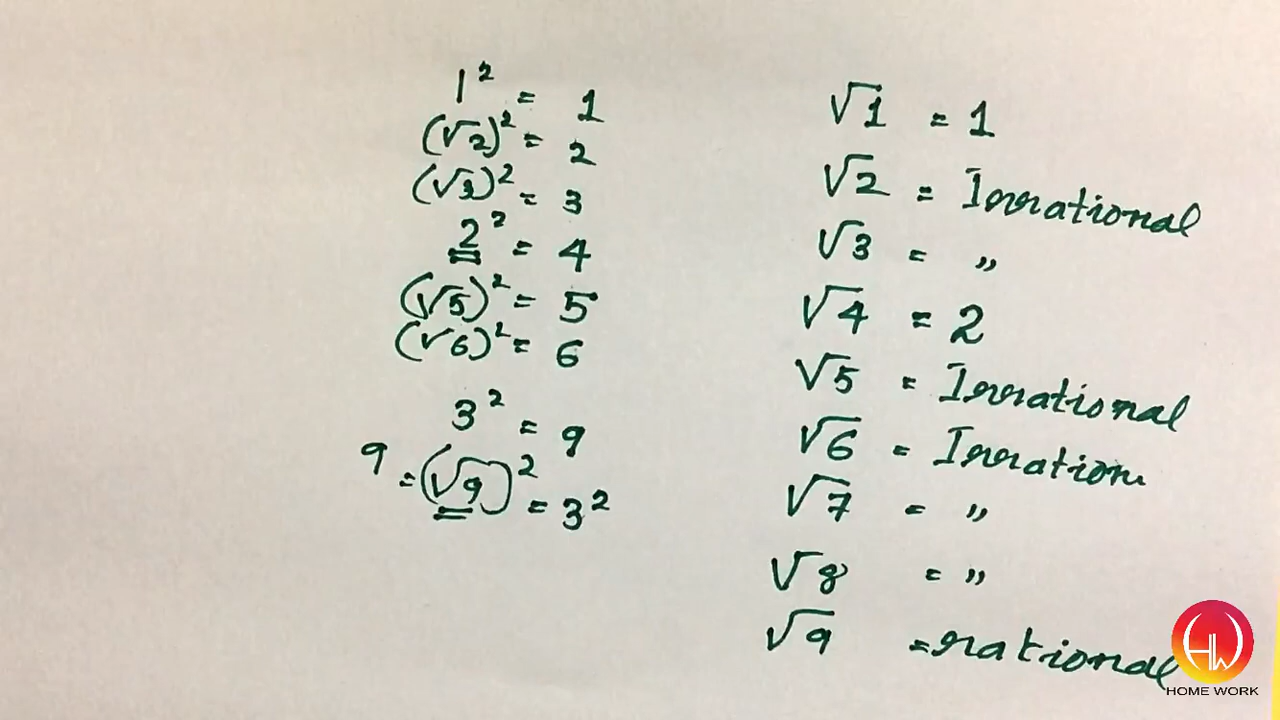 1² = 1
(√2)² = 2
(√3)² = 3
2² = 4
(√5)² = 5
(√6)² = 6
3² = 9
9 = (√9)² = 3²
√1 = 1
√2 = Irrational
√3 = "
√4 = 2
√5 = Irrational
√6 = Irration
√7 = "
√8 = "
√9 = rational
HW
HOME WORK